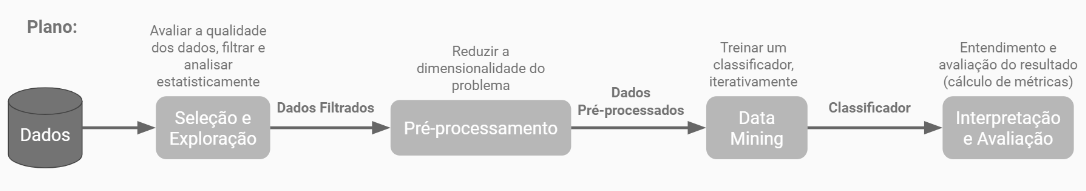 Plano:
Avaliar a qualidade
dos dados, filtrar e
analisar
estatisticamente
Reduzir a
dimensionalidade do
problema
Treinar um
classificador,
iterativamente
Entendimento e
avaliação do resultado
(cálculo de métricas)
Dados
Seleção e
Exploração
Dados Filtrados
Pré-processamento
Dados
Pré-processados
Data
Mining
Classificador
Interpretação
e Avaliação